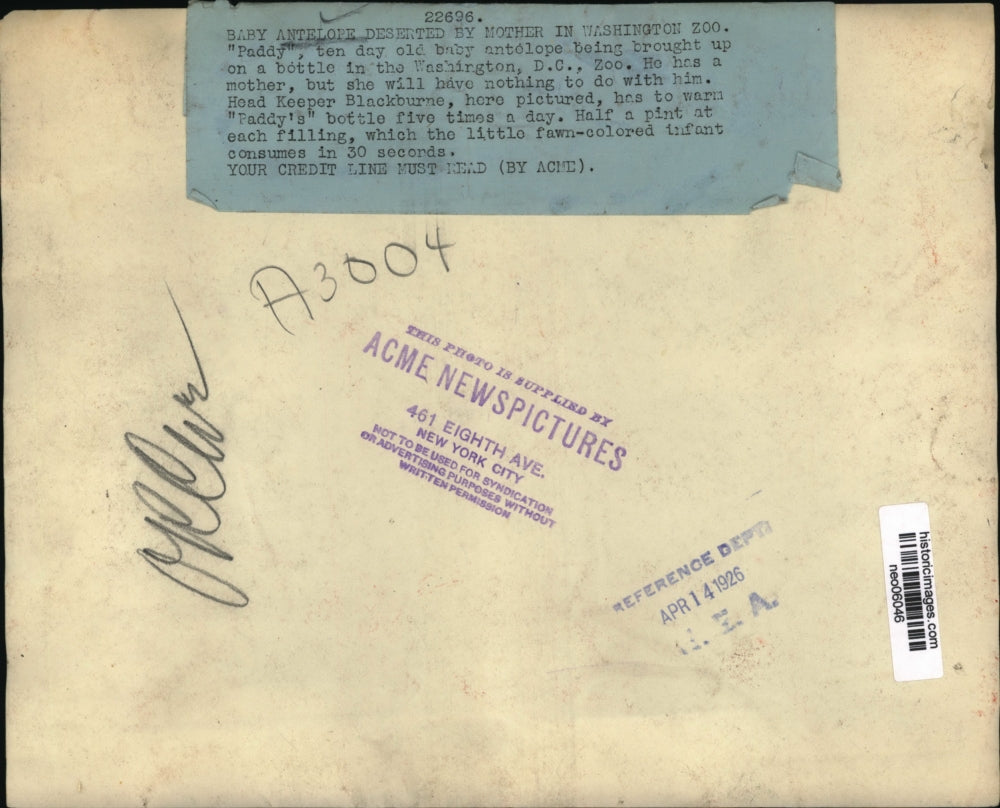 22696.
BABY ANTELOPE DESERTED BY MOTHER IN WASHINGTON ZOO.
"Paddy", ten day old baby antelope being brought up
on a bottle in the Washington, D.C., Zoo. He has a
mother, but she will have nothing to do with him.
Head Keeper Blackburne, here pictured, has to warm
"Paddy's" bottle five times a day. Half a pint at
each filling, which the little fawn-colored infant
consumes in 30 seconds.
YOUR CREDIT LINE MUST READ (BY ACME).
A3004
THIS PHOTO IS SUPPLIED BY
ACME NEWSPICTURES
461 EIGHTH AVE.
NEW YORK CITY
NOT TO BE USED FOR SYNDICATION
OR ADVERTISING PURPOSES WITHOUT
WRITTEN PERMISSION
REFERENCE DEPT.
APR 14 1926
N. E. A.
historicimages.com
neo06046